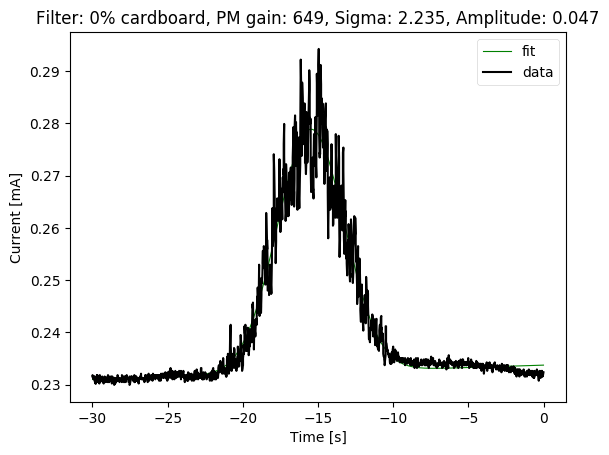 Filter: 0% cardboard, PM gain: 649, Sigma: 2.235, Amplitude: 0.047
fit
data
0.29
0.28
0.27
0.26
0.25
0.24
0.23
Current [mA]
−30
−25
−20
−15
−10
−5
0
Time [s]